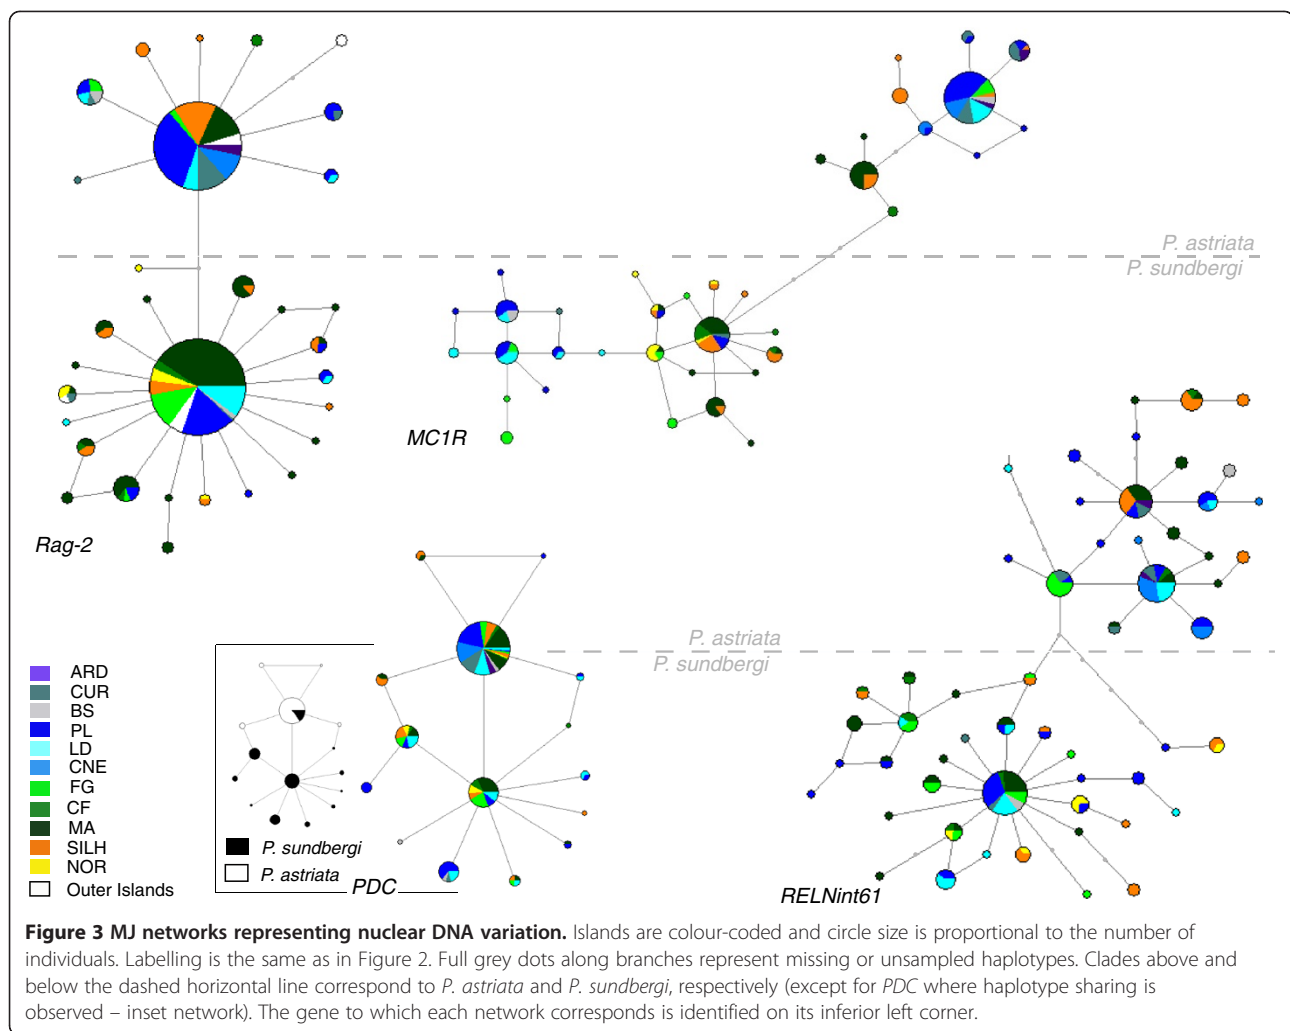 P. astriata
P. sundbergi
MC1R
Rag-2
P. astriata
P. sundbergi
ARD
CUR
BS
PL
LD
CNE
FG
CF
MA
SILH
NOR
Outer Islands
P. sundbergi
P. astriata
PDC
RELNint61
Figure 3 MJ networks representing nuclear DNA variation. Islands are colour-coded and circle size is proportional to the number of
individuals. Labelling is the same as in Figure 2. Full grey dots along branches represent missing or unsampled haplotypes. Clades above and
below the dashed horizontal line correspond to P. astriata and P. sundbergi, respectively (except for PDC where haplotype sharing is
observed – inset network). The gene to which each network corresponds is identified on its inferior left corner.